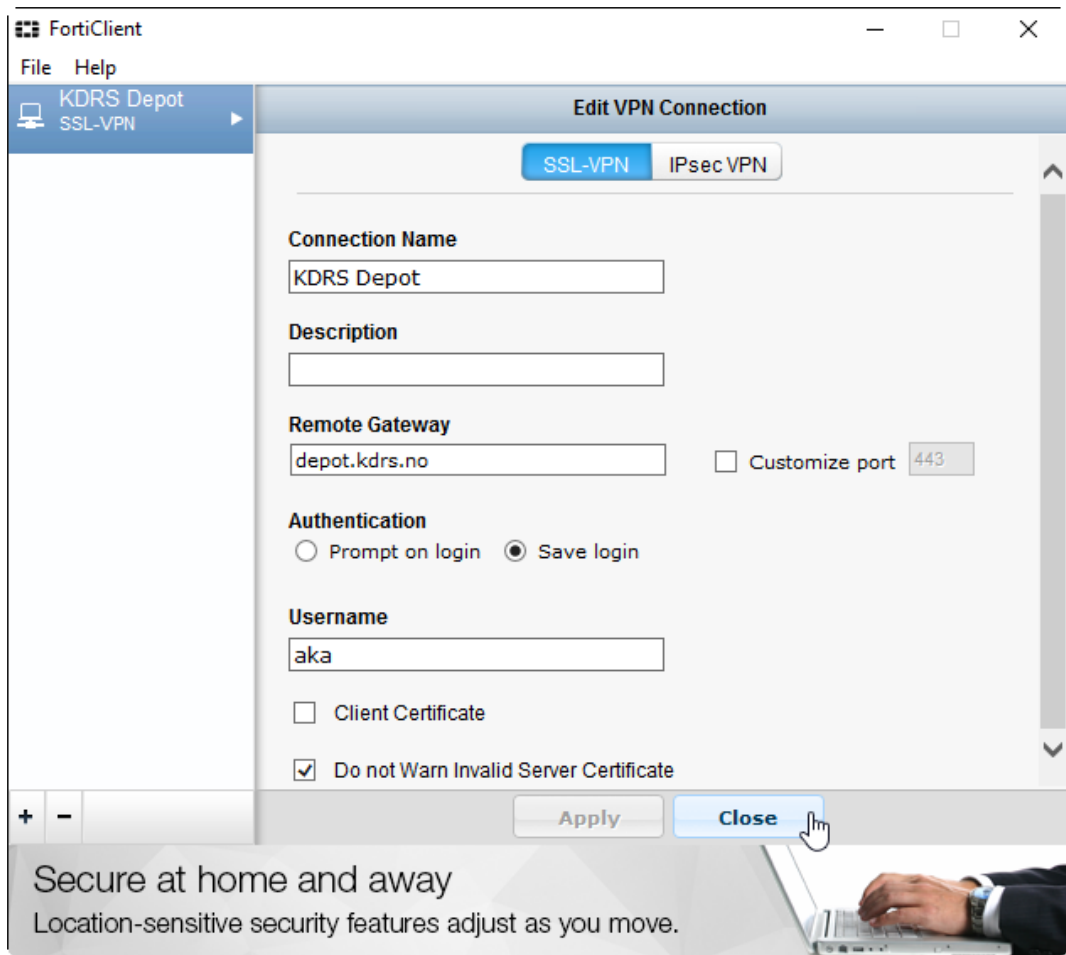 FortiClient
File Help
KDRS Depot
SSL-VPN
Edit VPN Connection
SSL-VPN IPsec VPN
Connection Name
KDRS Depot
Description
Remote Gateway
depot.kdrs.no
Customize port 443
Authentication
Prompt on login Save login
Username
aka
Client Certificate
Do not Warn Invalid Server Certificate
+ −
Apply Close
Secure at home and away
Location-sensitive security features adjust as you move.